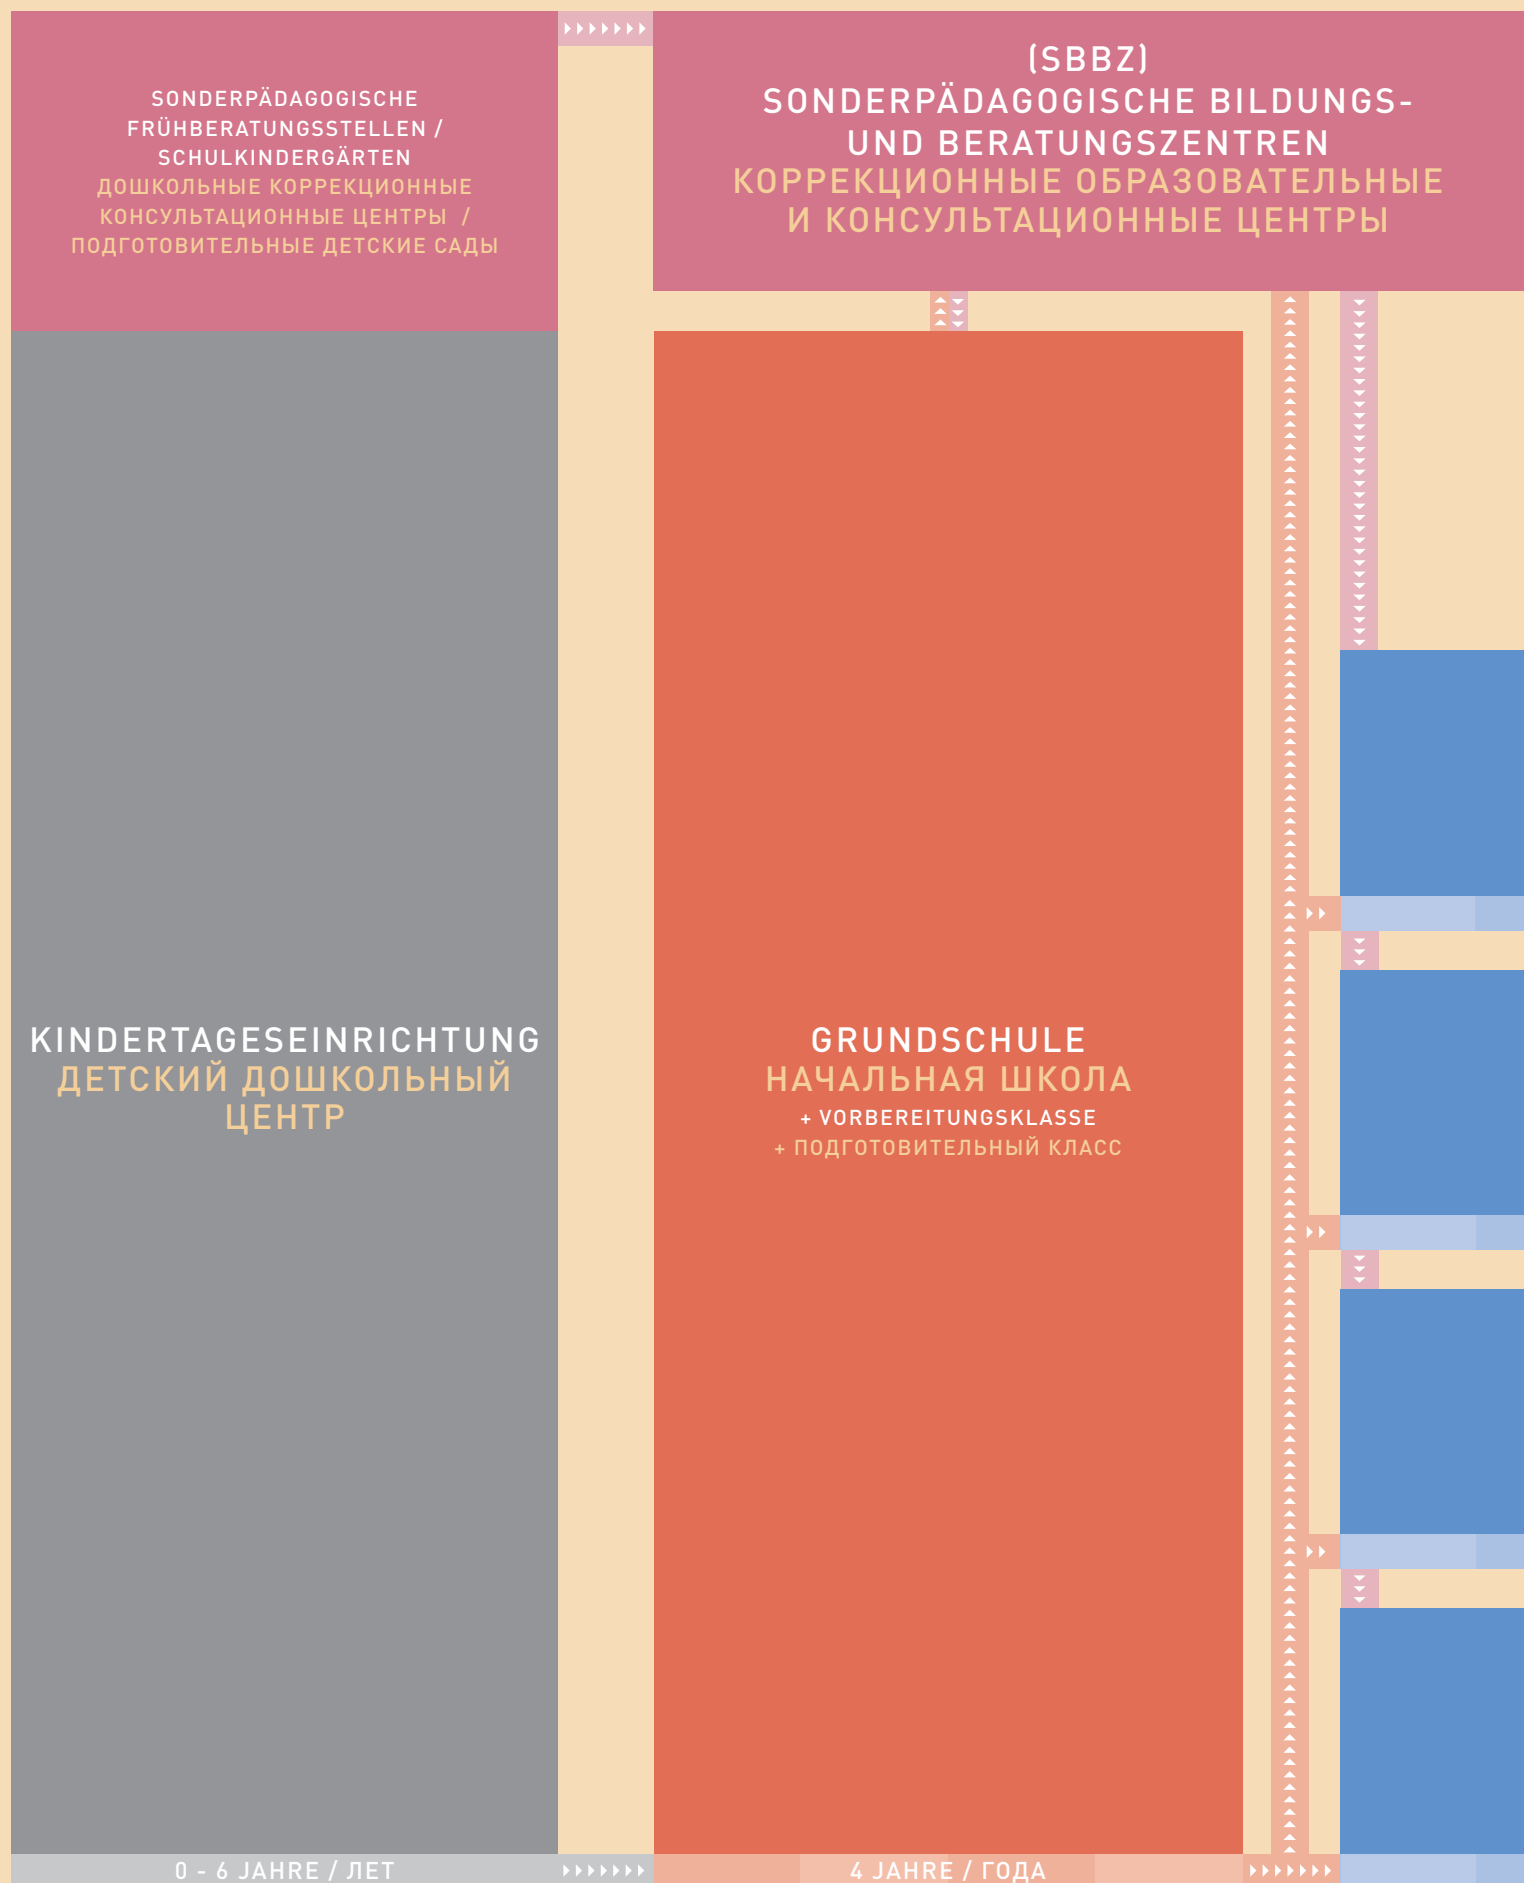 SONDERPÄDAGOGISCHE
FRÜHBERATUNGSSTELLEN /
SCHULKINDERGÄRTEN
ДОШКОЛЬНЫЕ КОРРЕКЦИОННЫЕ
КОНСУЛЬТАЦИОННЫЕ ЦЕНТРЫ /
ПОДГОТОВИТЕЛЬНЫЕ ДЕТСКИЕ САДЫ
(SBBZ)
SONDERPÄDAGOGISCHE BILDUNGS-
UND BERATUNGSZENTREN
КОРРЕКЦИОННЫЕ ОБРАЗОВАТЕЛЬНЫЕ
И КОНСУЛЬТАЦИОННЫЕ ЦЕНТРЫ
KINDERTAGESEINRICHTUNG
ДЕТСКИЙ ДОШКОЛЬНЫЙ
ЦЕНТР
GRUNDSCHULE
НАЧАЛЬНАЯ ШКОЛА
+ VORBEREITUNGSKLASSE
+ ПОДГОТОВИТЕЛЬНЫЙ КЛАСС
0 - 6 JAHRE / ЛЕТ
4 JAHRE / ГОДА